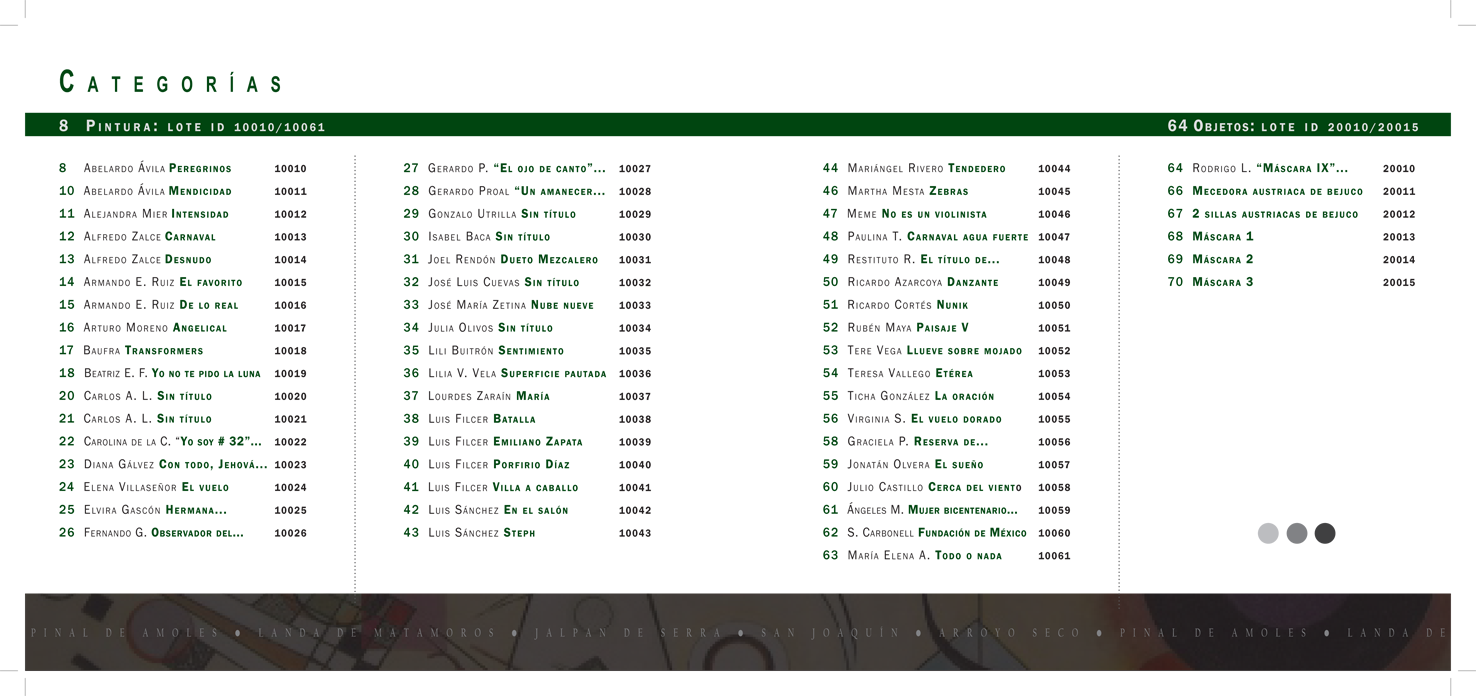 CATEGORÍAS
8 PINTURA: LOTE ID 10010/10061
64 OBJETOS: LOTE ID 20010/20015
8 ABELARDO ÁVILA PEREGRINOS 10010
10 ABELARDO ÁVILA MENDICIDAD 10011
11 ALEJANDRA MIER INTENSIDAD 10012
12 ALFREDO ZALCE CARNAVAL 10013
13 ALFREDO ZALCE DESNUDO 10014
14 ARMANDO E. RUIZ EL FAVORITO 10015
15 ARMANDO E. RUIZ DE LO REAL 10016
16 ARTURO MORENO ANGELICAL 10017
17 BAUFRA TRANSFORMERS 10018
18 BEATRIZ E. F. YO NO TE PIDO LA LUNA 10019
20 CARLOS A. L. SIN TÍTULO 10020
21 CARLOS A. L. SIN TÍTULO 10021
22 CAROLINA DE LA C. “YO SOY # 32”... 10022
23 DIANA GÁLVEZ CON TODO, JEHOVÁ... 10023
24 ELENA VILLASEÑOR EL VUELO 10024
25 ELVIRA GASCÓN HERMANA... 10025
26 FERNANDO G. OBSERVADOR DEL... 10026
27 GERARDO P. “EL OJO DE CANTO”... 10027
28 GERARDO PROAL “UN AMANECER... 10028
29 GONZALO UTRILLA SIN TÍTULO 10029
30 ISABEL BACA SIN TÍTULO 10030
31 JOEL RENDÓN DUETO MEZCALERO 10031
32 JOSÉ LUIS CUEVAS SIN TÍTULO 10032
33 JOSÉ MARÍA ZETINA NUBE NUEVE 10033
34 JULIA OLIVOS SIN TÍTULO 10034
35 LILI BUITRÓN SENTIMIENTO 10035
36 LILIA V. VELA SUPERFICIE PAUTADA 10036
37 LOURDES ZARAÍN MARÍA 10037
38 LUIS FILCER BATALLA 10038
39 LUIS FILCER EMILIANO ZAPATA 10039
40 LUIS FILCER PORFIRIO DÍAZ 10040
41 LUIS FILCER VILLA A CABALLO 10041
42 LUIS SÁNCHEZ EN EL SALÓN 10042
43 LUIS SÁNCHEZ STEPH 10043
44 MARIÁNGEL RIVERO TENDEDERO 10044
46 MARTHA MESTA ZEBRAS 10045
47 MEME NO ES UN VIOLINISTA 10046
48 PAULINA T. CARNAVAL AGUA FUERTE 10047
49 RESTITUTO R. EL TÍTULO DE... 10048
50 RICARDO AZARCOYA DANZANTE 10049
51 RICARDO CORTÉS NUNIK 10050
52 RUBÉN MAYA PAISAJE V 10051
53 TERE VEGA LLUEVE SOBRE MOJADO 10052
54 TERESA VALLEGO ETÉREA 10053
55 TICHA GONZÁLEZ LA ORACIÓN 10054
56 VIRGINIA S. EL VUELO DORADO 10055
58 GRACIELA P. RESERVA DE... 10056
59 JONATÁN OLVERA EL SUEÑO 10057
60 JULIO CASTILLO CERCA DEL VIENTO 10058
61 ÁNGELES M. MUJER BICENTENARIO... 10059
62 S. CARBONELL FUNDACIÓN DE MÉXICO 10060
63 MARÍA ELENA A. TODO O NADA 10061
64 RODRIGO L. “MÁSCARA IX”... 20010
66 MECEDORA AUSTRIACA DE BEJUCO 20011
67 2 SILLAS AUSTRIACAS DE BEJUCO 20012
68 MÁSCARA 1 20013
69 MÁSCARA 2 20014
70 MÁSCARA 3 20015
PINAL DE AMOLES • LANDA DE MATAMOROS • JALPAN DE SERRA • SAN JOAQUÍN • ARROYO SECO • PINAL DE AMOLES • LANDA DE